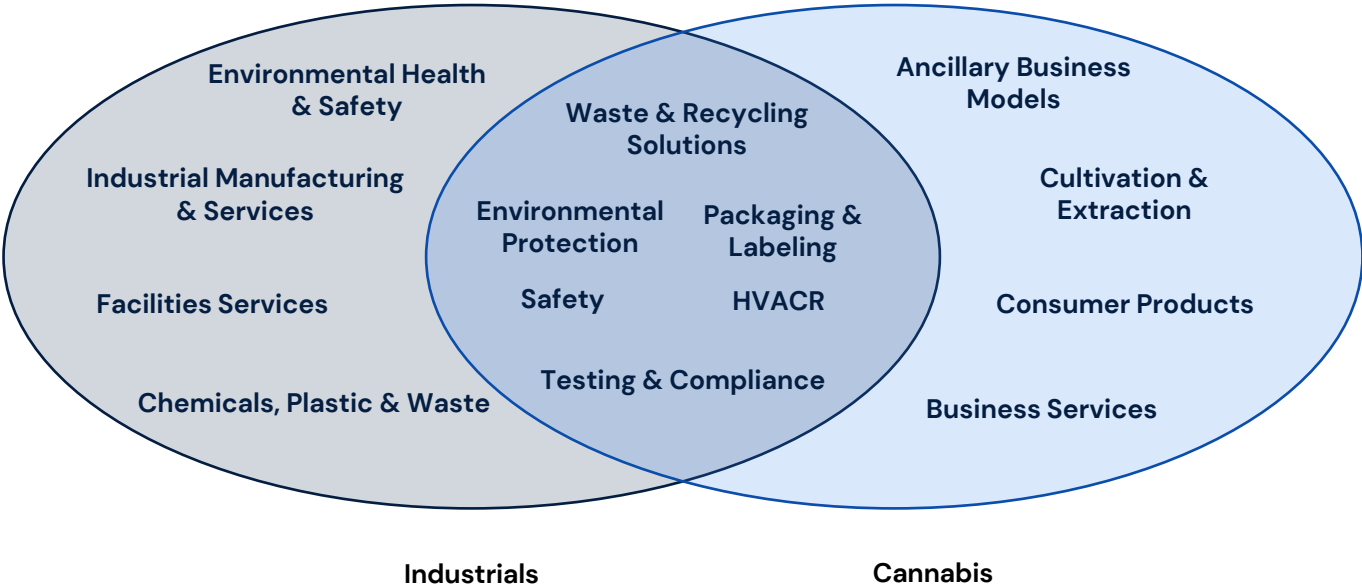 Environmental Health
& Safety
Industrial Manufacturing
& Services
Facilities Services
Chemicals, Plastic & Waste
Waste & Recycling
Solutions
Environmental
Protection
Packaging &
Labeling
Safety
HVACR
Testing & Compliance
Ancillary Business
Models
Cultivation &
Extraction
Consumer Products
Business Services
Industrials
Cannabis